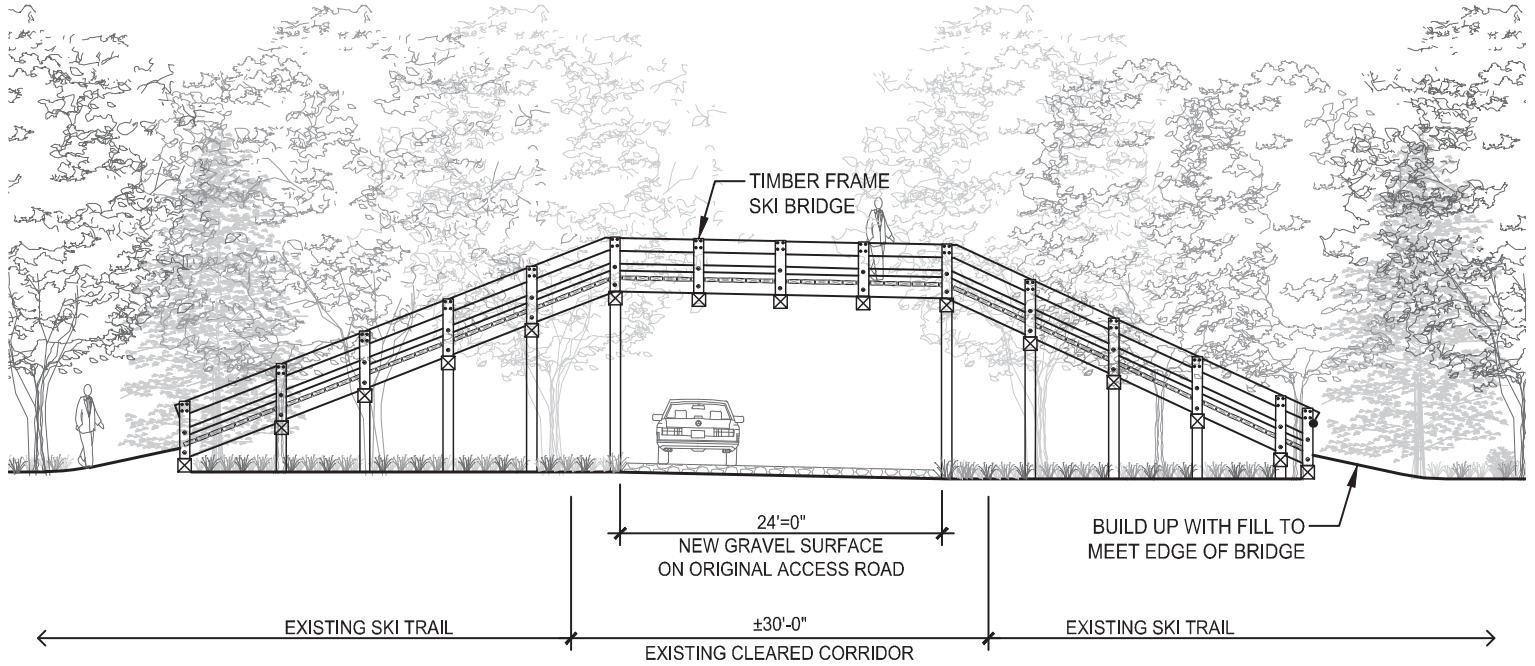 TIMBER FRAME
SKI BRIDGE
24'=0"
NEW GRAVEL SURFACE
ON ORIGINAL ACCESS ROAD
BUILD UP WITH FILL TO
MEET EDGE OF BRIDGE
EXISTING SKI TRAIL
±30'-0"
EXISTING CLEARED CORRIDOR
EXISTING SKI TRAIL